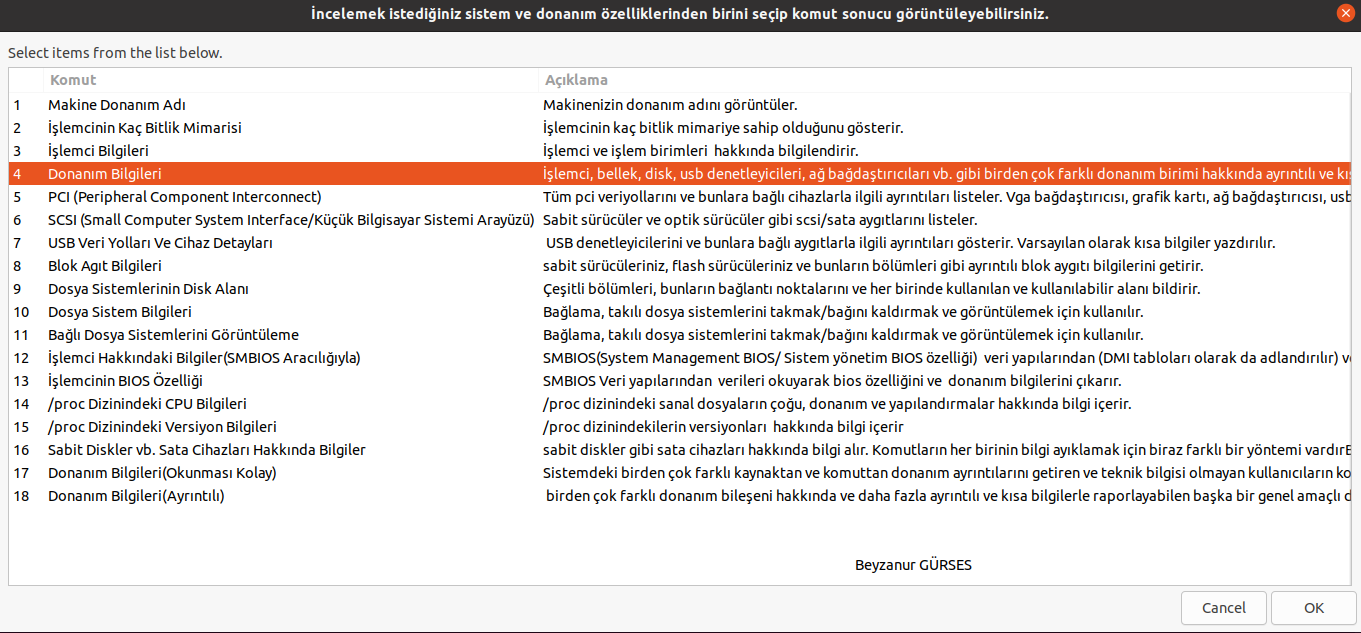 İncelemek istediğiniz sistem ve donanım özelliklerinden birini seçip komut sonucu görüntüleyebilirsiniz.
Select items from the list below.
Komut Açıklama
1 Makine Donanım Adı Makinenizin donanım adını görüntüler.
2 İşlemcinin Kaç Bitlik Mimarisi İşlemcinin kaç bitlik mimariye sahip olduğunu gösterir.
3 İşlemci Bilgileri İşlemci ve işlem birimleri hakkında bilgilendirir.
4 Donanım Bilgileri İşlemci, bellek, disk, usb denetleyicileri, ağ bağdaştırıcıları vb. gibi birden çok farklı donanım birimi hakkında ayrıntılı ve kıs
5 PCI (Peripheral Component Interconnect) Tüm pci veriyollarını ve bunlara bağlı cihazlarla ilgili ayrıntıları listeler. Vga bağdaştırıcısı, grafik kartı, ağ bağdaştırıcısı, usb
6 SCSI (Small Computer System Interface/Küçük Bilgisayar Sistemi Arayüzü) Sabit sürücüler ve optik sürücüler gibi scsi/sata aygıtlarını listeler.
7 USB Veri Yolları Ve Cihaz Detayları USB denetleyicilerini ve bunlara bağlı aygıtlarla ilgili ayrıntıları gösterir. Varsayılan olarak kısa bilgiler yazdırılır.
8 Blok Agıt Bilgileri sabit sürücüleriniz, flash sürücüleriniz ve bunların bölümleri gibi ayrıntılı blok aygıtı bilgilerini getirir.
9 Dosya Sistemlerinin Disk Alanı Çeşitli bölümleri, bunların bağlantı noktalarını ve her birinde kullanılan ve kullanılabilir alanı bildirir.
10 Dosya Sistem Bilgileri Bağlama, takılı dosya sistemlerini takmak/bağını kaldırmak ve görüntülemek için kullanılır.
11 Bağlı Dosya Sistemlerini Görüntüleme Bağlama, takılı dosya sistemlerini takmak/bağını kaldırmak ve görüntülemek için kullanılır.
12 İşlemci Hakkındaki Bilgiler(SMBIOS Aracılığıyla) SMBIOS(System Management BIOS/ Sistem yönetim BIOS özelliği) veri yapılarından (DMI tabloları olarak da adlandırılır) ve
13 İşlemcinin BIOS Özelliği SMBIOS Veri yapılarından verileri okuyarak bios özelliğini ve donanım bilgilerini çıkarır.
14 /proc Dizinindeki CPU Bilgileri /proc dizinindeki sanal dosyaların çoğu, donanım ve yapılandırmalar hakkında bilgi içerir.
15 /proc Dizinindeki Versiyon Bilgileri /proc dizinindekilerin versiyonları hakkında bilgi içerir
16 Sabit Diskler vb. Sata Cihazları Hakkında Bilgiler sabit diskler gibi sata cihazları hakkında bilgi alır. Komutların her birinin bilgi ayıklamak için biraz farklı bir yöntemi vardırB
17 Donanım Bilgileri(Okunması Kolay) Sistemdeki birden çok farklı kaynaktan ve komuttan donanım ayrıntılarını getiren ve teknik bilgisi olmayan kullanıcıların ko
18 Donanım Bilgileri(Ayrıntılı) birden çok farklı donanım bileşeni hakkında ve daha fazla ayrıntılı ve kısa bilgilerle raporlayabilen başka bir genel amaçlı d
Beyzanur GÜRSES
Cancel OK